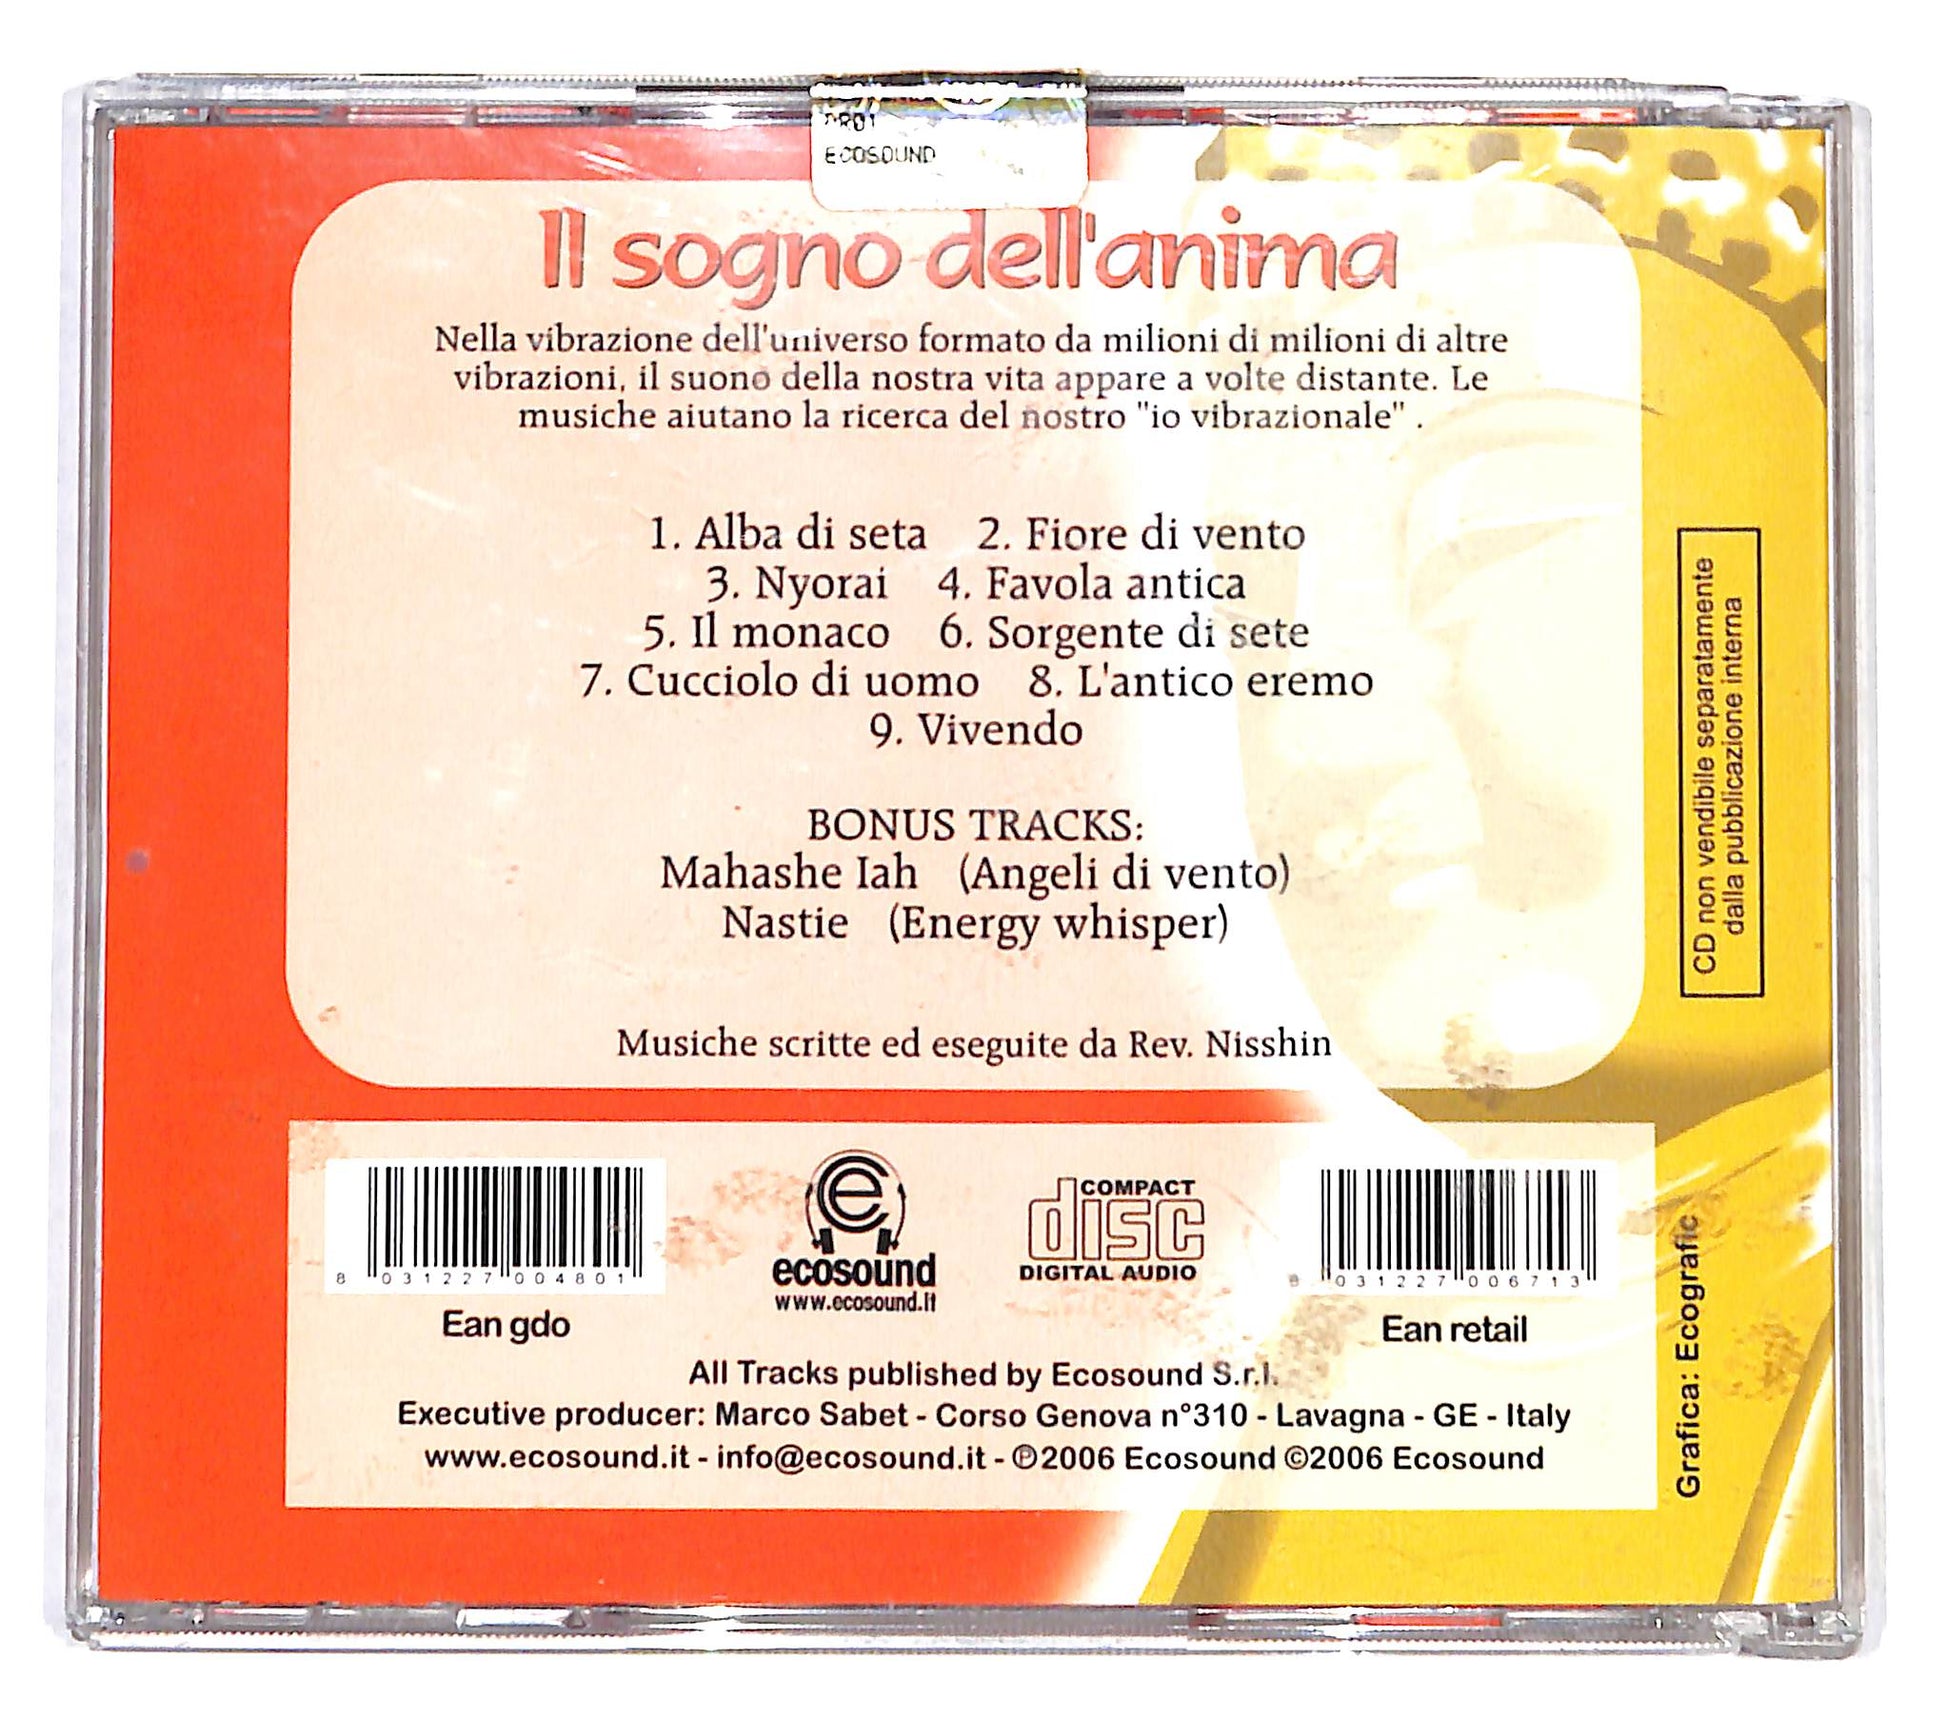 ECOSOUND
Il sogno dell'anima
Nella vibrazione dell'universo formato da milioni di milioni di altre
vibrazioni, il suono della nostra vita appare a volte distante. Le
musiche aiutano la ricerca del nostro "io vibrazionale" .
1. Alba di seta 2. Fiore di vento
3. Nyorai 4. Favola antica
5. Il monaco 6. Sorgente di sete
7. Cucciolo di uomo 8. L'antico eremo
9. Vivendo
BONUS TRACKS:
Mahashe Iah (Angeli di vento)
Nastie (Energy whisper)
Musiche scritte ed eseguite da Rev. Nisshin
CD non vendibile separatamente
dalla pubblicazione interna
8 031227 004801
Ean gdo
e
ecosound
www.ecosound.it
COMPACT
disc
DIGITAL AUDIO
8 031227 006713
Ean retail
All Tracks published by Ecosound S.r.l.
Executive producer: Marco Sabet - Corso Genova n°310 - Lavagna - GE - Italy
www.ecosound.it - info@ecosound.it - ℗2006 Ecosound ©2006 Ecosound
Grafica: Ecografic